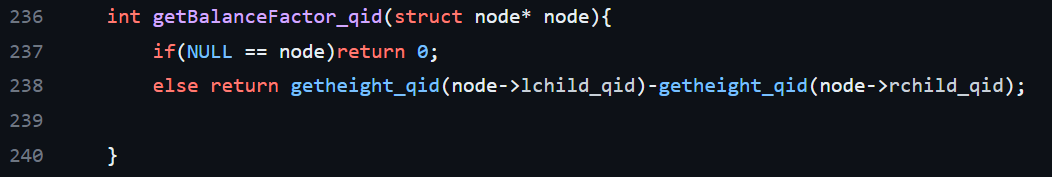 236 int getBalanceFactor_qid(struct node* node){
237 if(NULL == node)return 0;
238 else return getheight_qid(node->lchild_qid)-getheight_qid(node->rchild_qid);
239
240 }